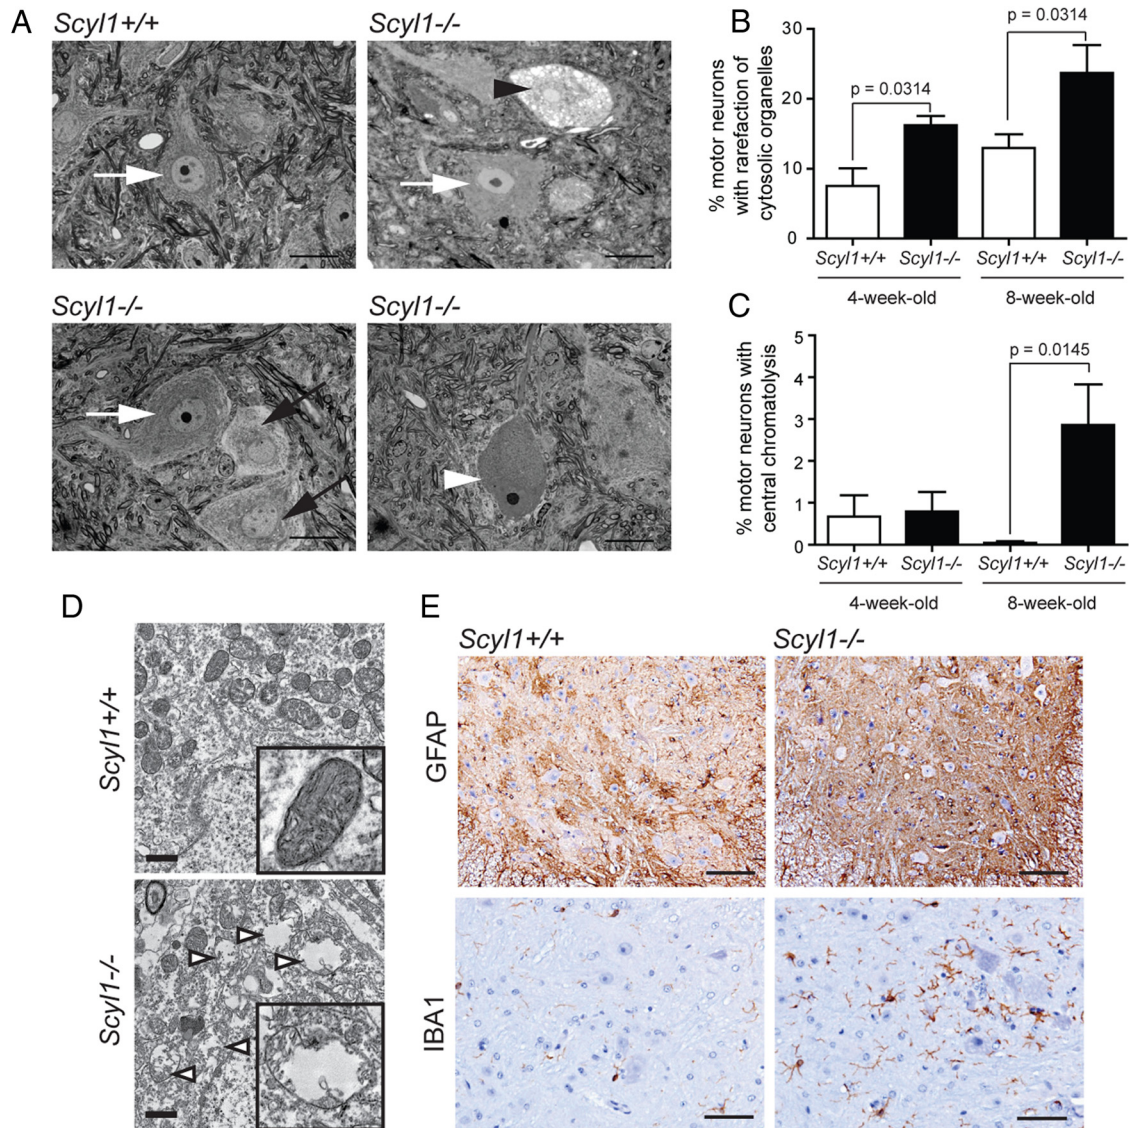 A
Scyl1+/+
Scyl1-/-
Scyl1-/-
Scyl1-/-
B
% motor neurons
with rarefaction of
cytosolic organelles
30
20
10
0
p = 0.0314
p = 0.0314
Scyl1+/+ Scyl1-/- Scyl1+/+ Scyl1-/-
4-week-old 8-week-old
C
% motor neurons with
central chromatolysis
5
4
3
2
1
0
p = 0.0145
Scyl1+/+ Scyl1-/- Scyl1+/+ Scyl1-/-
4-week-old 8-week-old
D
Scyl1+/+
Scyl1-/-
E
Scyl1+/+
Scyl1-/-
GFAP
IBA1